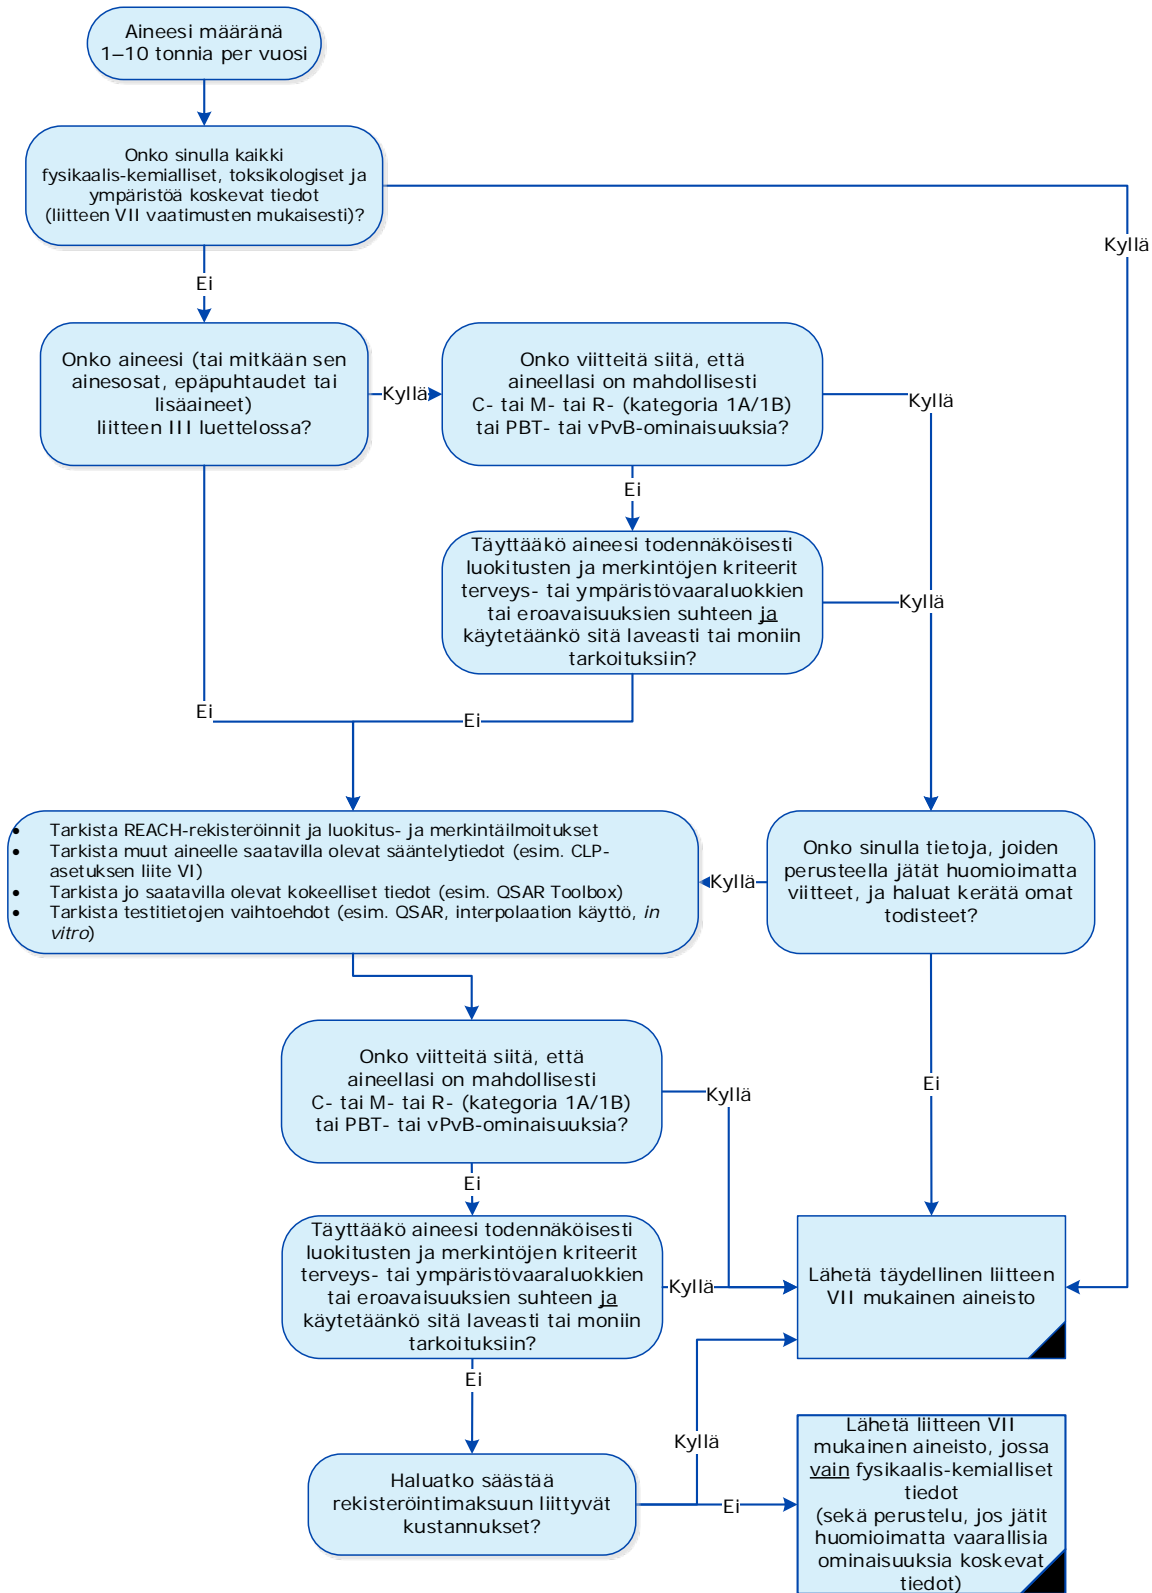 Aineesi määränä
1–10 tonnia per vuosi
Onko sinulla kaikki
fysikaalis-kemialliset, toksikologiset ja
ympäristöä koskevat tiedot
(liitteen VII vaatimusten mukaisesti)?
Kyllä
Ei
Onko aineesi (tai mitkään sen
ainesosat, epäpuhtaudet tai
lisäaineet)
liitteen III luettelossa?
Kyllä
Onko viitteitä siitä, että
aineellasi on mahdollisesti
C- tai M- tai R- (kategoria 1A/1B)
tai PBT- tai vPvB-ominaisuuksia?
Kyllä
Ei
Täyttääkö aineesi todennäköisesti
luokitusten ja merkintöjen kriteerit
terveys- tai ympäristövaaraluokkien
tai eroavaisuuksien suhteen ja
käytetäänkö sitä laveasti tai moniin
tarkoituksiin?
Kyllä
Ei
Ei
• Tarkista REACH-rekisteröinnit ja luokitus- ja merkintäilmoitukset
• Tarkista muut aineelle saatavilla olevat sääntelytiedot (esim. CLP-
asetuksen liite VI)
• Tarkista jo saatavilla olevat kokeelliset tiedot (esim. QSAR Toolbox)
• Tarkista testitietojen vaihtoehdot (esim. QSAR, interpolaation käyttö, in
vitro)
Kyllä
Onko sinulla tietoja, joiden
perusteella jätät huomioimatta
viitteet, ja haluat kerätä omat
todisteet?
Ei
Onko viitteitä siitä, että
aineellasi on mahdollisesti
C- tai M- tai R- (kategoria 1A/1B)
tai PBT- tai vPvB-ominaisuuksia?
Kyllä
Ei
Täyttääkö aineesi todennäköisesti
luokitusten ja merkintöjen kriteerit
terveys- tai ympäristövaaraluokkien
tai eroavaisuuksien suhteen ja
käytetäänkö sitä laveasti tai moniin
tarkoituksiin?
Kyllä
Lähetä täydellinen liitteen
VII mukainen aineisto
Ei
Haluatko säästää
rekisteröintimaksuun liittyvät
kustannukset?
Kyllä
Ei
Lähetä liitteen VII
mukainen aineisto, jossa
vain fysikaalis-kemialliset
tiedot
(sekä perustelu, jos jätit
huomioimatta vaarallisia
ominaisuuksia koskevat
tiedot)